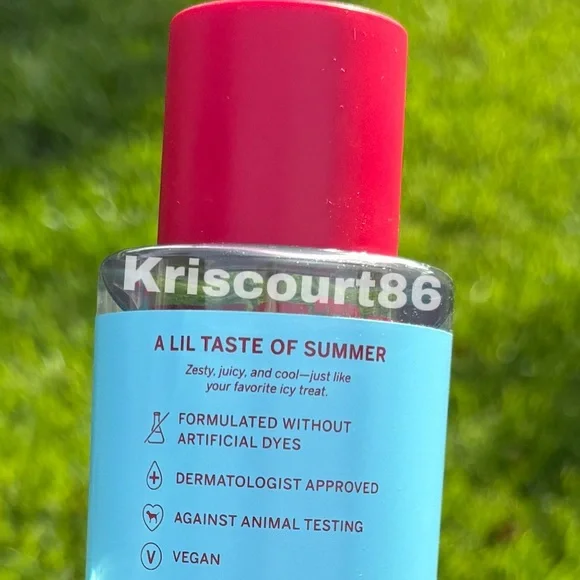 Kriscourt86
A LIL TASTE OF SUMMER
Zesty, juicy, and cool—just like
your favorite icy treat.
FORMULATED WITHOUT
ARTIFICIAL DYES
DERMATOLOGIST APPROVED
AGAINST ANIMAL TESTING
V VEGAN